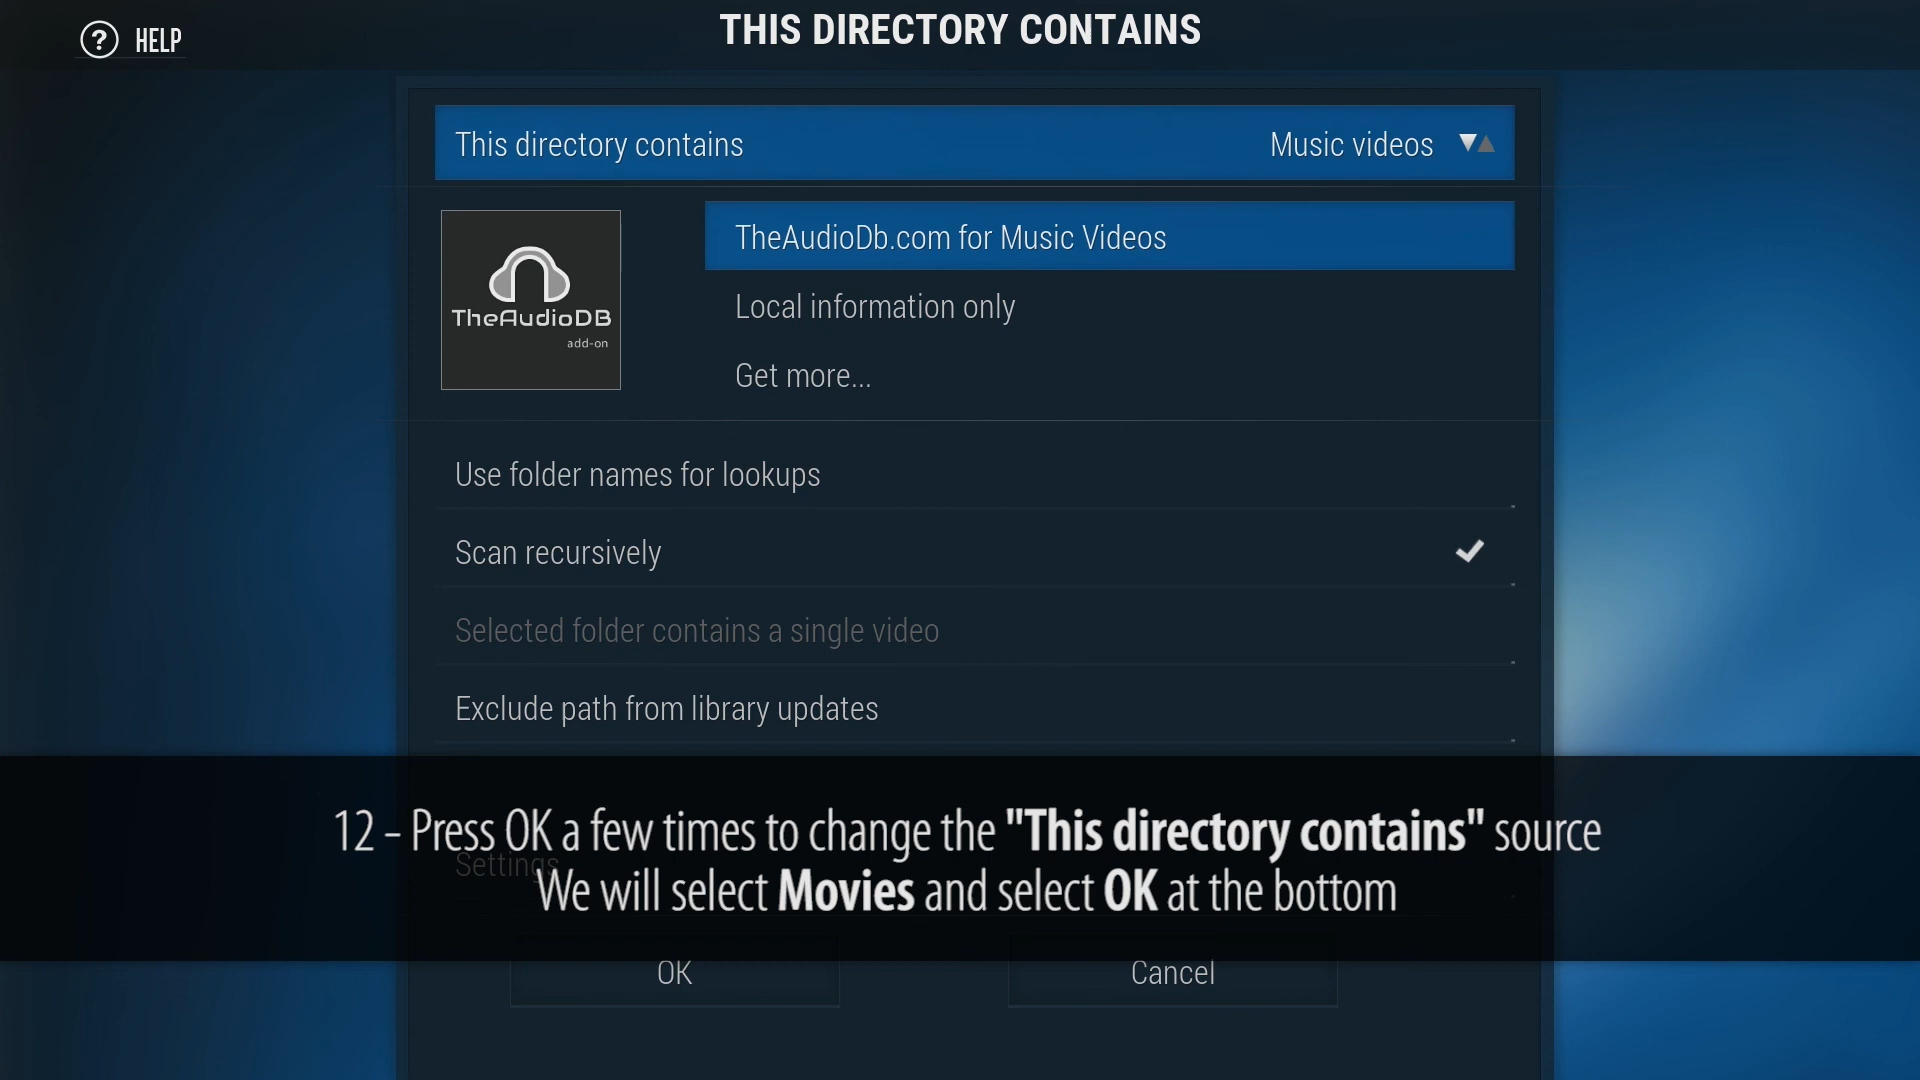 ? HELP
THIS DIRECTORY CONTAINS
This directory contains Music videos
TheAudioDB
add-on
TheAudioDb.com for Music Videos
Local information only
Get more...
Use folder names for lookups
Scan recursively
Selected folder contains a single video
Exclude path from library updates
12 - Press OK a few times to change the "This directory contains" source
Settings
We will select Movies and select OK at the bottom
OK Cancel